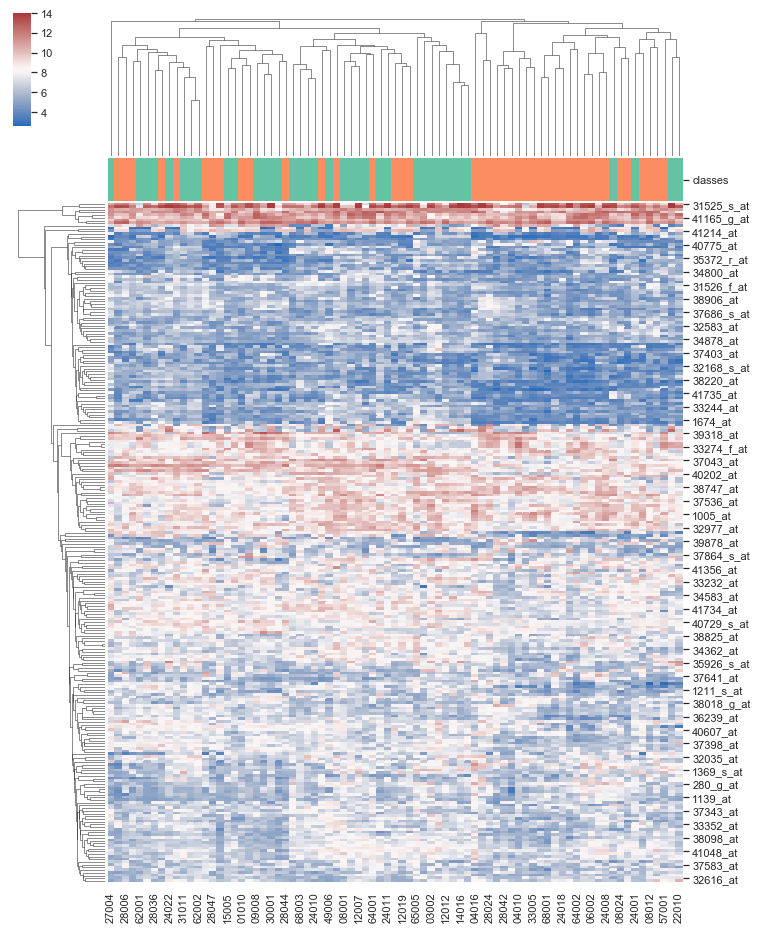 14
12
10
8
6
4
classes
31525_s_at
41165_g_at
41214_at
40775_at
35372_r_at
34800_at
31526_f_at
38906_at
37686_s_at
32583_at
34878_at
37403_at
32168_s_at
38220_at
41735_at
33244_at
1674_at
39318_at
33274_f_at
37043_at
40202_at
38747_at
37536_at
1005_at
32977_at
39878_at
37864_s_at
41356_at
33232_at
34583_at
41734_at
40729_s_at
38825_at
34362_at
35926_s_at
37641_at
1211_s_at
38018_g_at
36239_at
40607_at
37398_at
32035_at
1369_s_at
280_g_at
1139_at
37343_at
33352_at
38098_at
41048_at
37583_at
32616_at
27004
28006
62001
28036
24022
31011
62002
28047
15005
01010
09008
30001
28044
68003
24010
49006
08001
12007
64001
24011
12019
65005
03002
12012
14016
04016
28024
28042
04010
33005
68001
24018
64002
06002
24008
08024
24001
08012
57001
22010